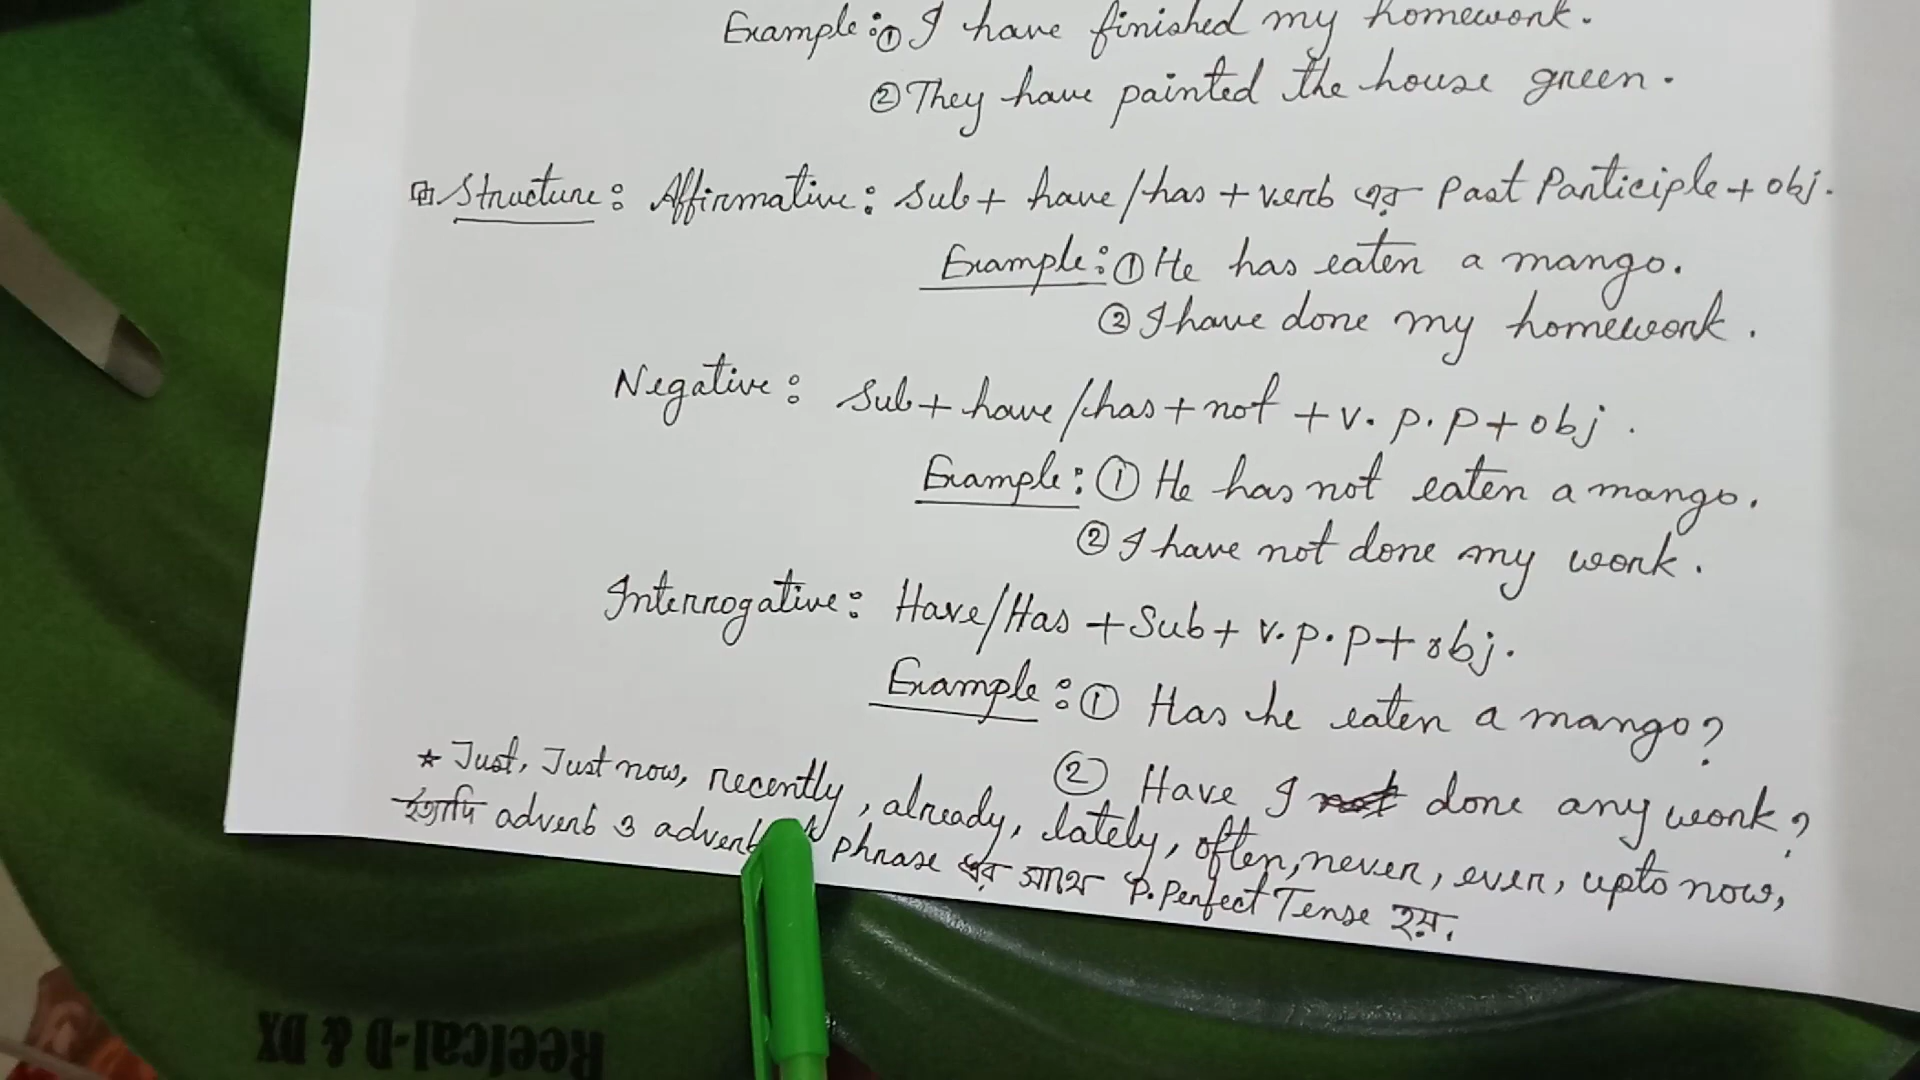 Example: ① I have finished my homework.
② They have painted the house green.
Structure: Affirmative: Sub + have/has + verb এর Past Participle + obj.
Example: ① He has eaten a mango.
② I have done my homework.
Negative: Sub + have/has + not + v. p. p + obj.
Example: ① He has not eaten a mango.
② I have not done my work.
Interrogative: Have/Has + Sub + v. p. p + obj.
Example: ① Has he eaten a mango?
② Have I done any work?
* Just, Just now, recently, already, lately, often, never, ever, upto now,
ইত্যাদি adverb ও adverb phrase এর সাথে P. Perfect Tense হয়.
Reelcal-D & DX